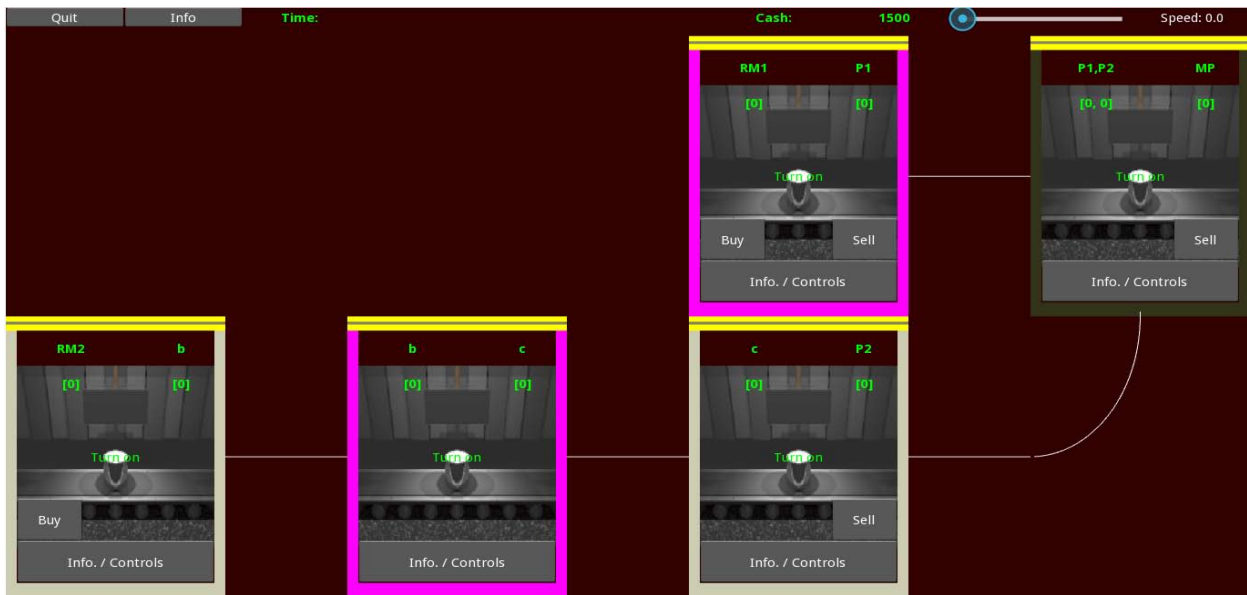 Quit Info Time: Cash: 1500 Speed: 0.0
RM1 P1 P1,P2 MP
[0] [0] [0, 0] [0]
Turn on Turn on
Buy Sell Sell
Info. / Controls Info. / Controls
RM2 b b c c P2
[0] [0] [0] [0] [0] [0]
Turn on Turn on Turn on
Buy Sell
Info. / Controls Info. / Controls Info. / Controls